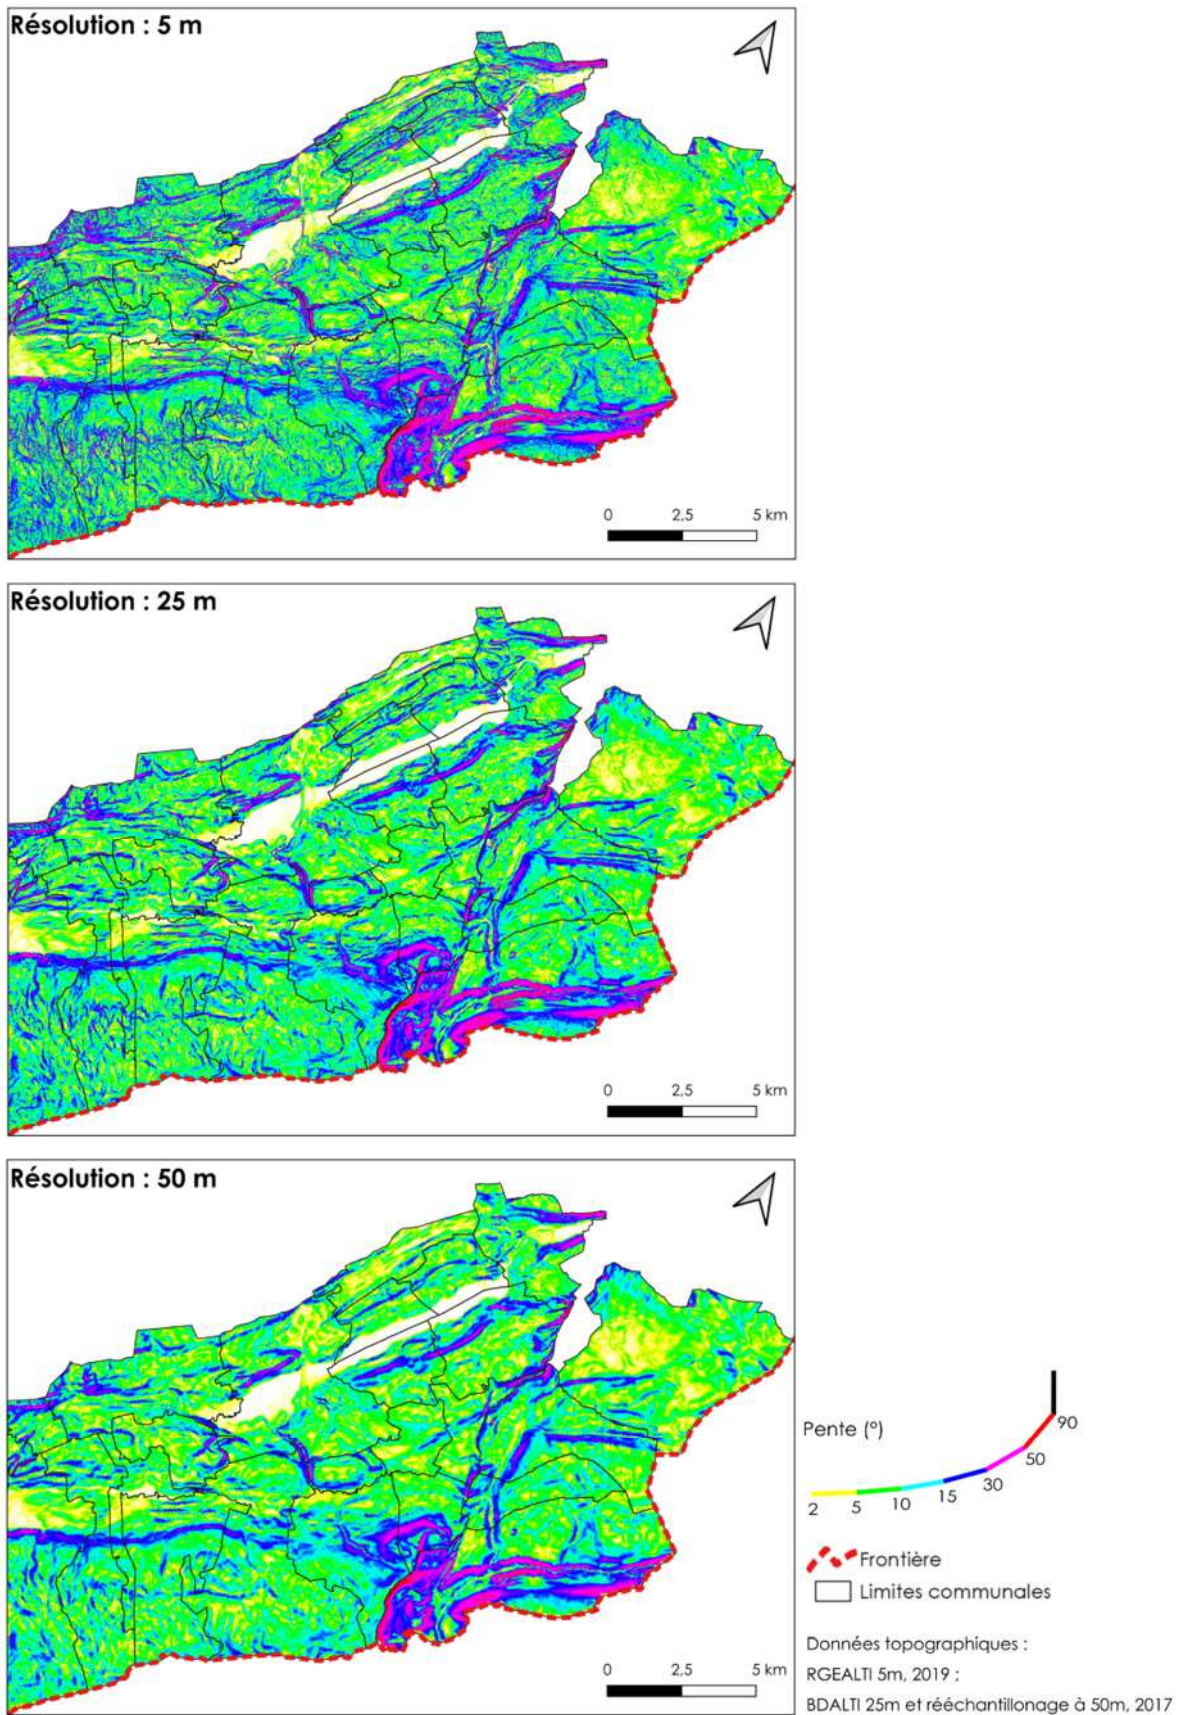 Résolution : 5 m
0 2,5 5 km
Résolution : 25 m
0 2,5 5 km
Résolution : 50 m
0 2,5 5 km
Pente (°)
2 5 10 15 30 50 90
Frontière
Limites communales
Données topographiques :
RGEALTI 5m, 2019 ;
BDALTI 25m et rééchantillonage à 50m, 2017